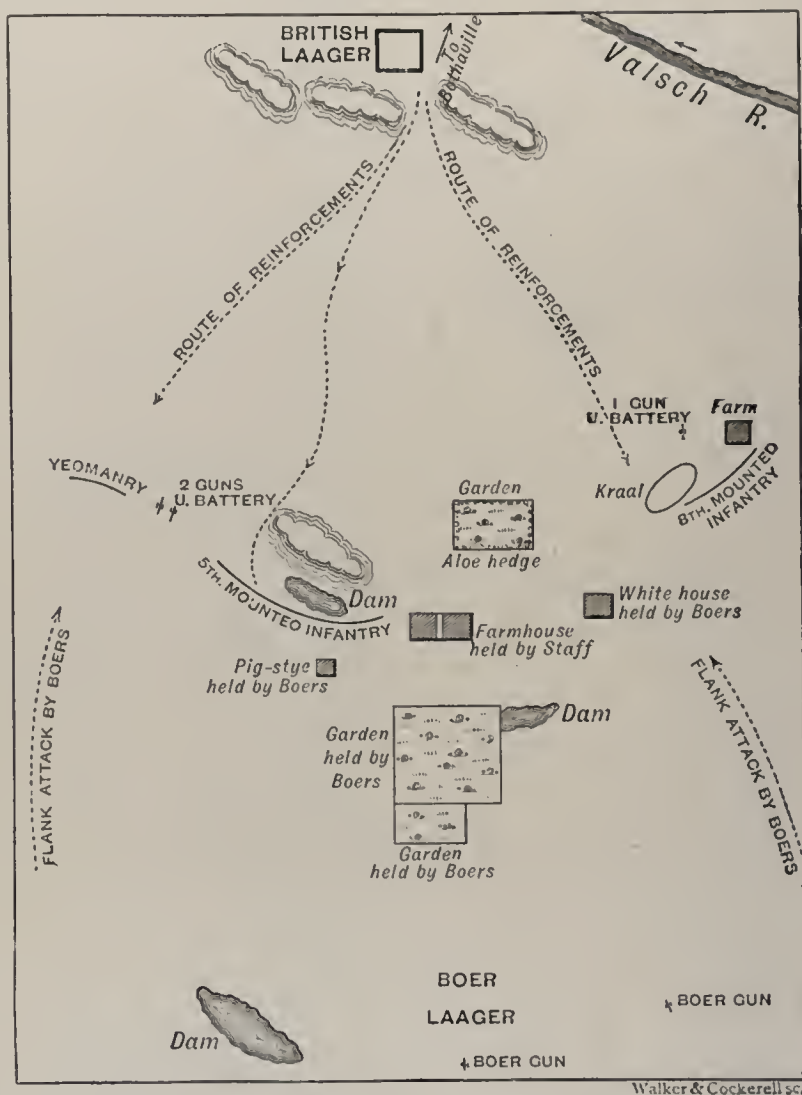 BRITISH
LAAGER
To
Bothaville
Valsch R.
ROUTE OF REINFORCEMENTS
ROUTE OF REINFORCEMENTS
1 GUN
U. BATTERY
Farm
YEOMANRY
2 GUNS
U. BATTERY
Garden
Kraal
8TH. MOUNTED
INFANTRY
Aloe hedge
5TH. MOUNTED INFANTRY
Dam
White house
held by Boers
Farmhouse
held by Staff
Pig-stye
held by Boers
FLANK ATTACK BY BOERS
FLANK ATTACK BY BOERS
Dam
Garden
held by
Boers
Garden
held by Boers
BOER
LAAGER
BOER GUN
Dam
BOER GUN
Walker & Cockerell sc.